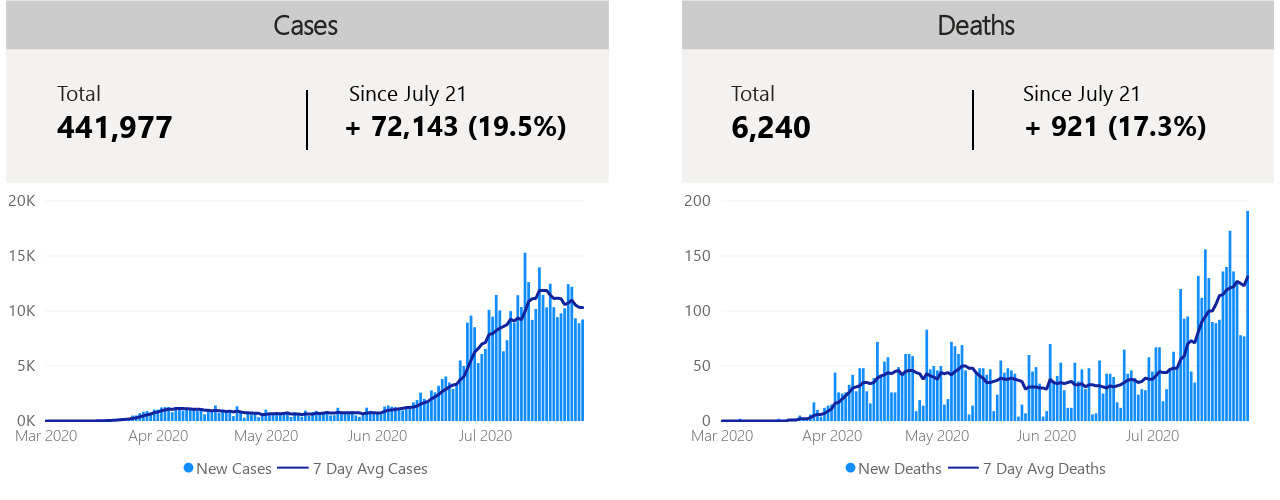 Cases
Total
Since July 21
441,977
+ 72,143 (19.5%)
20K
15K
10K
5K
0K
Mar 2020
Apr 2020
May 2020
Jun 2020
Jul 2020
New Cases
7 Day Avg Cases
Deaths
Total
Since July 21
6,240
+ 921 (17.3%)
200
150
100
50
0
Mar 2020
Apr 2020
May 2020
Jun 2020
Jul 2020
New Deaths
7 Day Avg Deaths